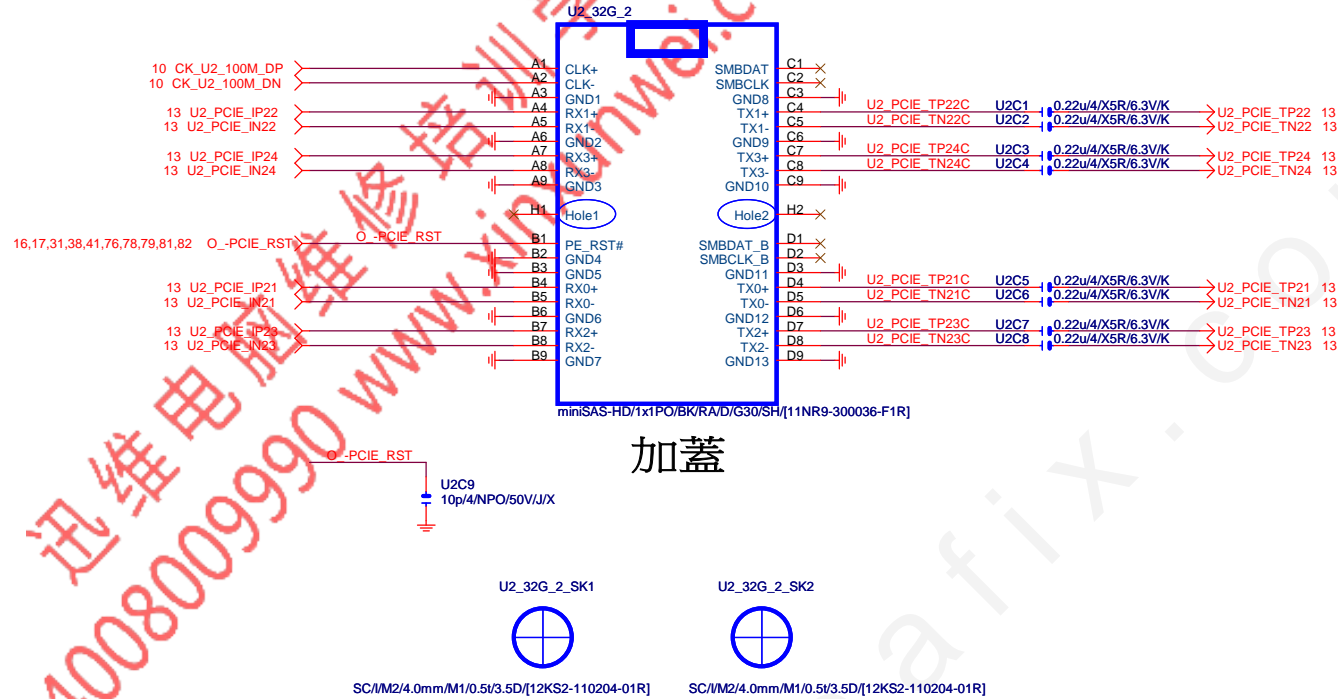 U2_32G_2
10 CK_U2_100M_DP A1 CLK+ SMBDAT C1
10 CK_U2_100M_DN A2 CLK- SMBCLK C2
A3 GND1 GND8 C3
13 U2_PCIE_IP22 A4 RX1+ TX1+ C4 U2_PCIE_TP22C U2C1 0.22u/4/X5R/6.3V/K U2_PCIE_TP22 13
13 U2_PCIE_IN22 A5 RX1- TX1- C5 U2_PCIE_TN22C U2C2 0.22u/4/X5R/6.3V/K U2_PCIE_TN22 13
A6 GND2 GND9 C6
13 U2_PCIE_IP24 A7 RX3+ TX3+ C7 U2_PCIE_TP24C U2C3 0.22u/4/X5R/6.3V/K U2_PCIE_TP24 13
13 U2_PCIE_IN24 A8 RX3- TX3- C8 U2_PCIE_TN24C U2C4 0.22u/4/X5R/6.3V/K U2_PCIE_TN24 13
A9 GND3 GND10 C9
H1 Hole1 Hole2 H2
16,17,31,38,41,76,78,79,81,82 O_-PCIE_RST O_-PCIE_RST B1 PE_RST# SMBDAT_B D1
B2 GND4 SMBCLK_B D2
B3 GND5 GND11 D3
13 U2_PCIE_IP21 B4 RX0+ TX0+ D4 U2_PCIE_TP21C U2C5 0.22u/4/X5R/6.3V/K U2_PCIE_TP21 13
13 U2_PCIE_IN21 B5 RX0- TX0- D5 U2_PCIE_TN21C U2C6 0.22u/4/X5R/6.3V/K U2_PCIE_TN21 13
B6 GND6 GND12 D6
13 U2_PCIE_IP23 B7 RX2+ TX2+ D7 U2_PCIE_TP23C U2C7 0.22u/4/X5R/6.3V/K U2_PCIE_TP23 13
13 U2_PCIE_IN23 B8 RX2- TX2- D8 U2_PCIE_TN23C U2C8 0.22u/4/X5R/6.3V/K U2_PCIE_TN23 13
B9 GND7 GND13 D9
miniSAS-HD/1x1PO/BK/RA/D/G30/SH/[11NR9-300036-F1R]
加蓋
O_-PCIE_RST
U2C9
10p/4/NPO/50V/J/X
U2_32G_2_SK1 U2_32G_2_SK2
SC/I/M2/4.0mm/M1/0.5t/3.5D/[12KS2-110204-01R] SC/I/M2/4.0mm/M1/0.5t/3.5D/[12KS2-110204-01R]
迅维电脑维修培训学
4008009990 www.xinxunwei.c
afix.co